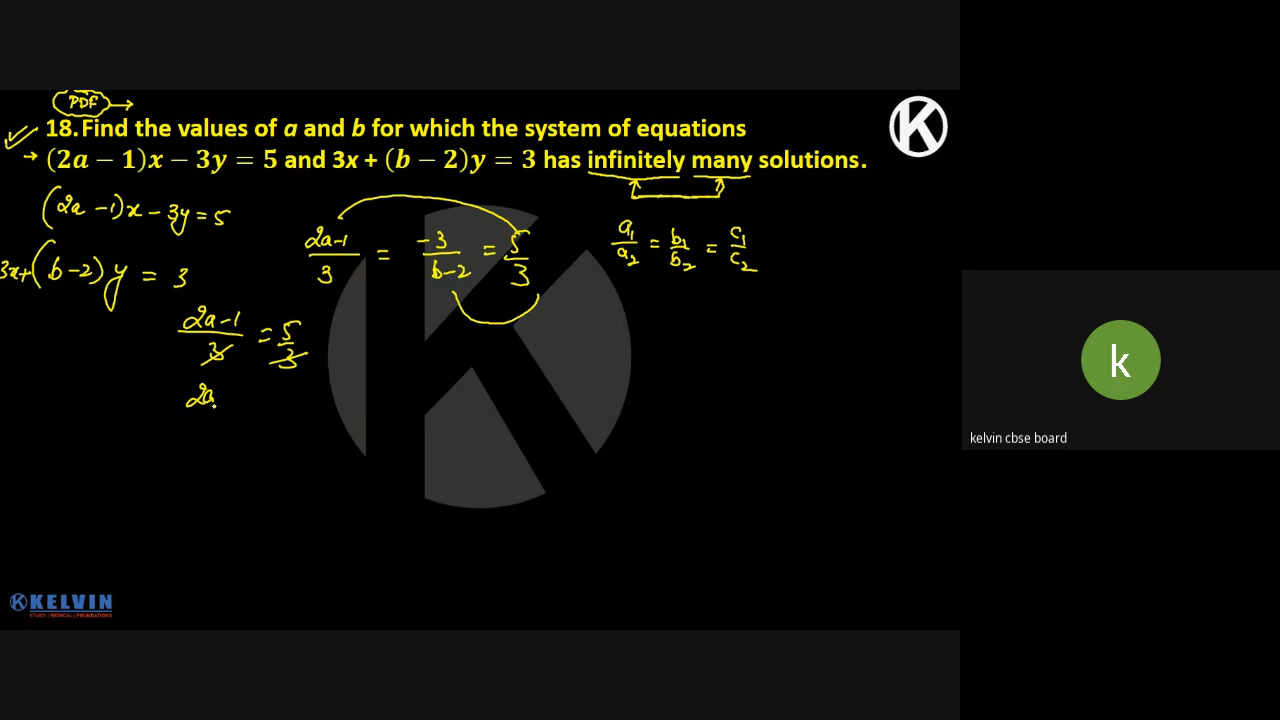 PDF →
18. Find the values of a and b for which the system of equations
→ (2a − 1)x − 3y = 5 and 3x + (b − 2)y = 3 has infinitely many solutions.
(2a −1)x − 3y = 5
3x+(b−2)y = 3
2a−1/3 = −3/b−2 = 5/3
a1/a2 = b1/b2 = c1/c2
2a−1/3 = 5/3
2a
KELVIN
k
kelvin cbse board